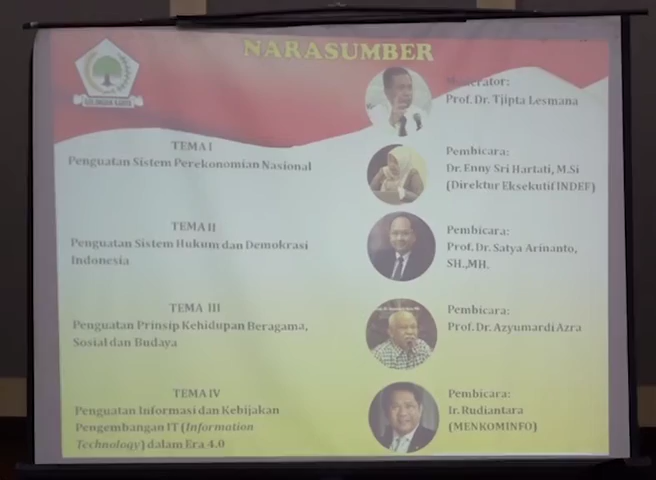 NARASUMBER
GOLONGAN KARYA
Moderator:
Prof. Dr. Tjipta Lesmana
TEMA I
Penguatan Sistem Perekonomian Nasional
Pembicara:
Dr. Enny Sri Hartati, M.Si
(Direktur Eksekutif INDEF)
TEMA II
Penguatan Sistem Hukum dan Demokrasi
Indonesia
Pembicara:
Prof. Dr. Satya Arinanto,
SH.,MH.
TEMA III
Penguatan Prinsip Kehidupan Beragama,
Sosial dan Budaya
Pembicara:
Prof. Dr. Azyumardi Azra
TEMA IV
Penguatan Informasi dan Kebijakan
Pengembangan IT (Information
Technology) dalam Era 4.0
Pembicara:
Ir. Rudiantara
(MENKOMINFO)